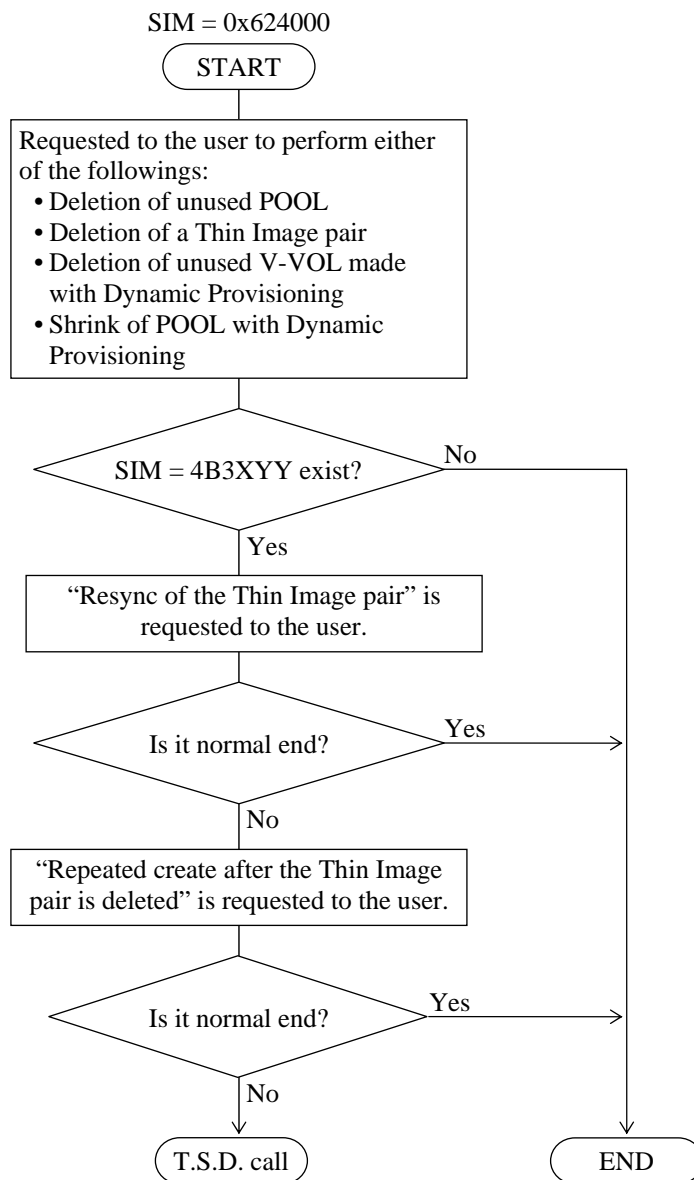 SIM = 0x624000
START
Requested to the user to perform either
of the followings:
• Deletion of unused POOL
• Deletion of a Thin Image pair
• Deletion of unused V-VOL made
with Dynamic Provisioning
• Shrink of POOL with Dynamic
Provisioning
SIM = 4B3XYY exist?
No
Yes
“Resync of the Thin Image pair” is
requested to the user.
Is it normal end?
Yes
No
“Repeated create after the Thin Image
pair is deleted” is requested to the user.
Is it normal end?
Yes
No
T.S.D. call
END